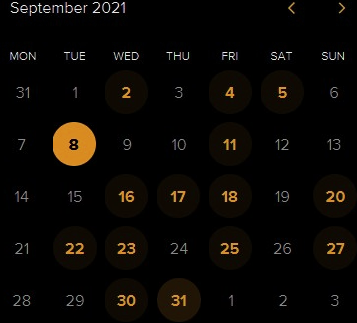 September 2021
MON TUE WED THU FRI SAT SUN
31 1 2 3 4 5 6
7 8 9 10 11 12 13
14 15 16 17 18 19 20
21 22 23 24 25 26 27
28 29 30 31 1 2 3